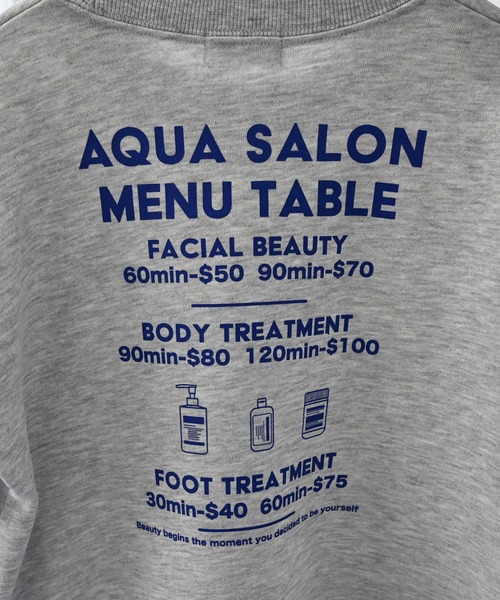 AQUA SALON
MENU TABLE
FACIAL BEAUTY
60min-$50 90min-$70
BODY TREATMENT
90min-$80 120min-$100
FOOT TREATMENT
30min-$40 60min-$75
Beauty begins the moment you decided to be yourself